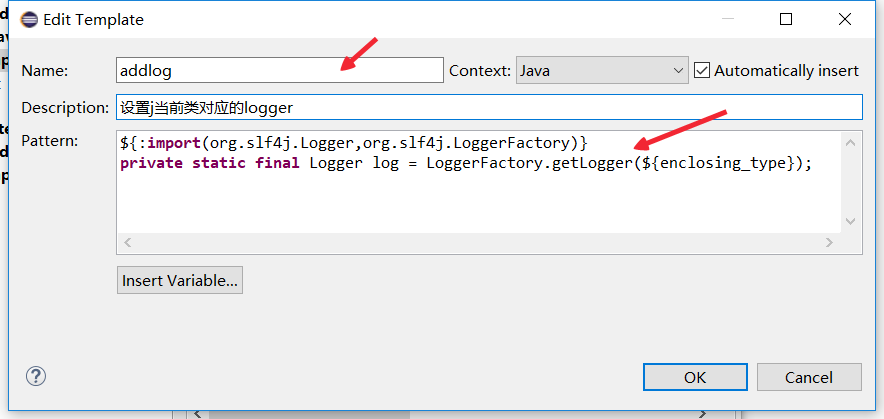 Edit Template
Name: addlog Context: Java Automatically insert
Description: 设置j当前类对应的logger
Pattern: ${:import(org.slf4j.Logger,org.slf4j.LoggerFactory)}
private static final Logger log = LoggerFactory.getLogger(${enclosing_type});
Insert Variable...
? OK Cancel